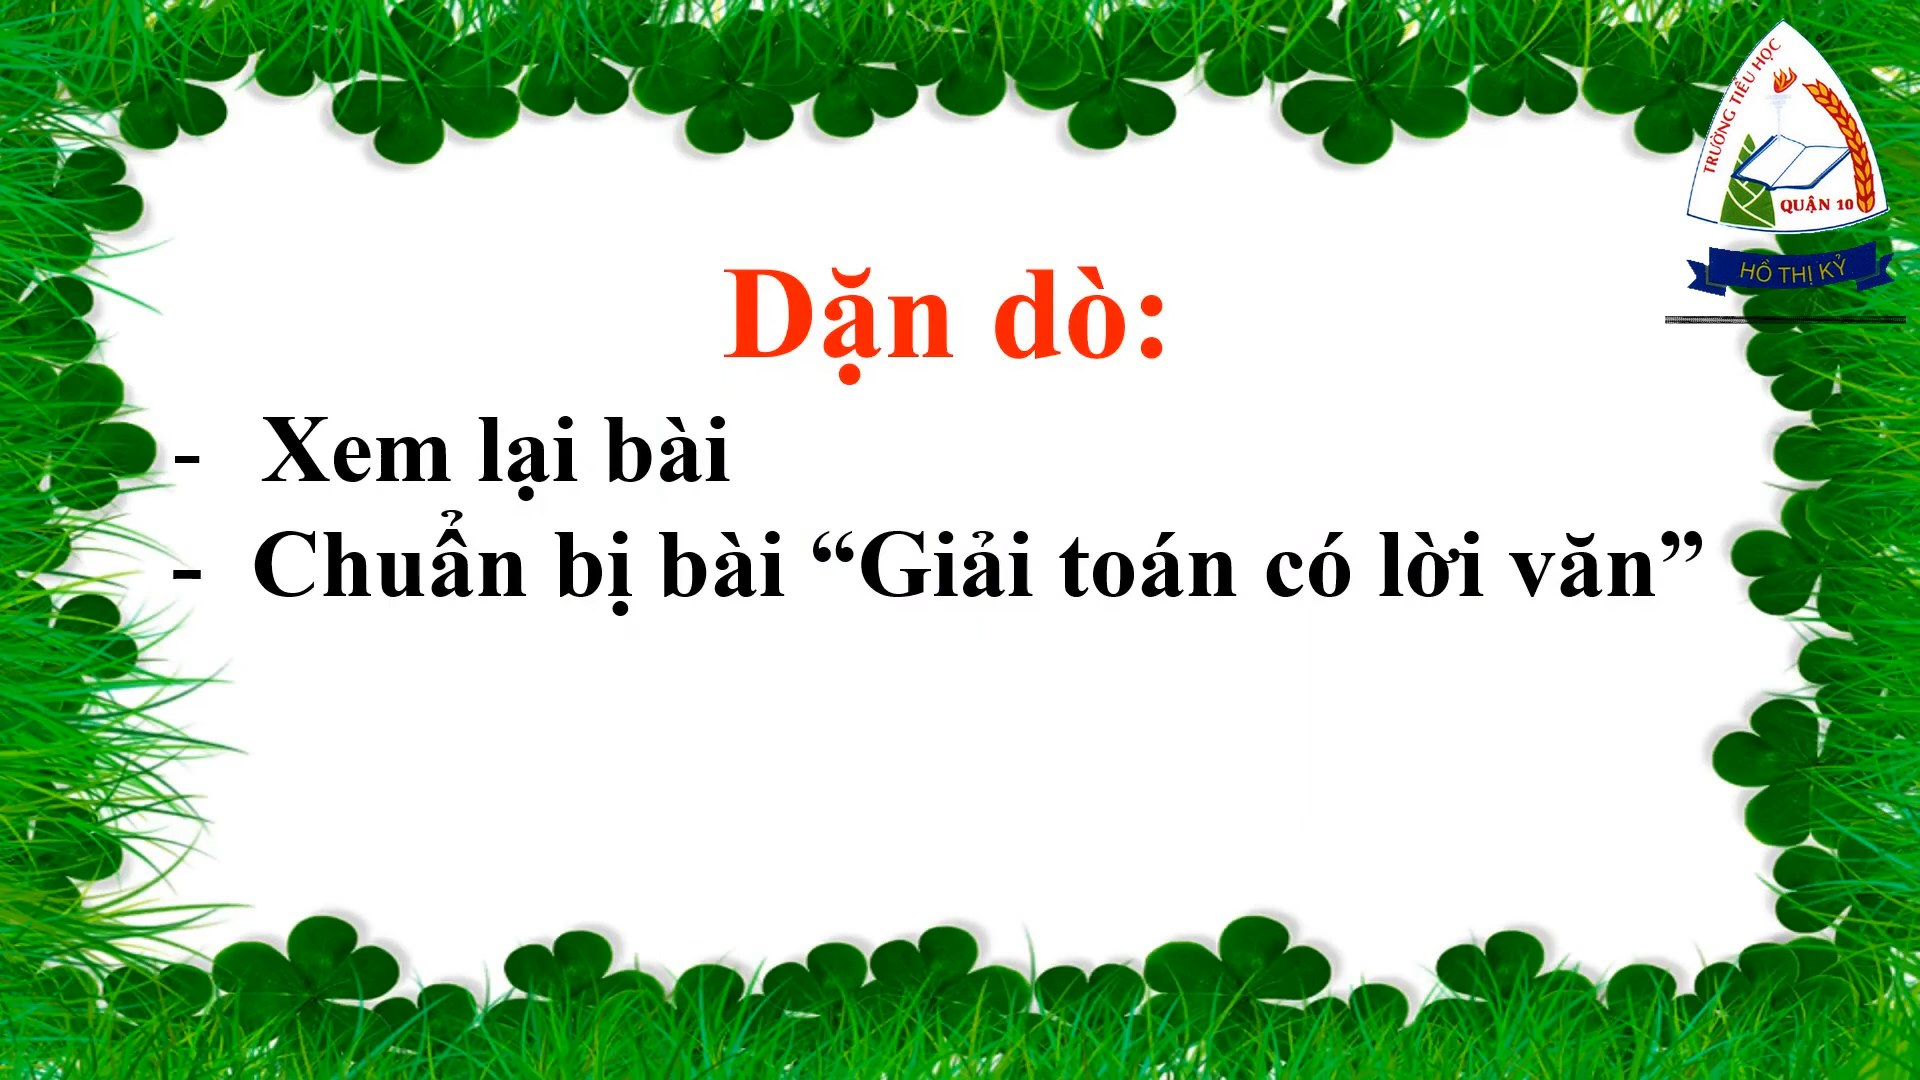 TRƯỜNG TIỂU HỌC
QUẬN 10
HỒ THỊ KỶ
Dặn dò:
- Xem lại bài
- Chuẩn bị bài “Giải toán có lời văn”